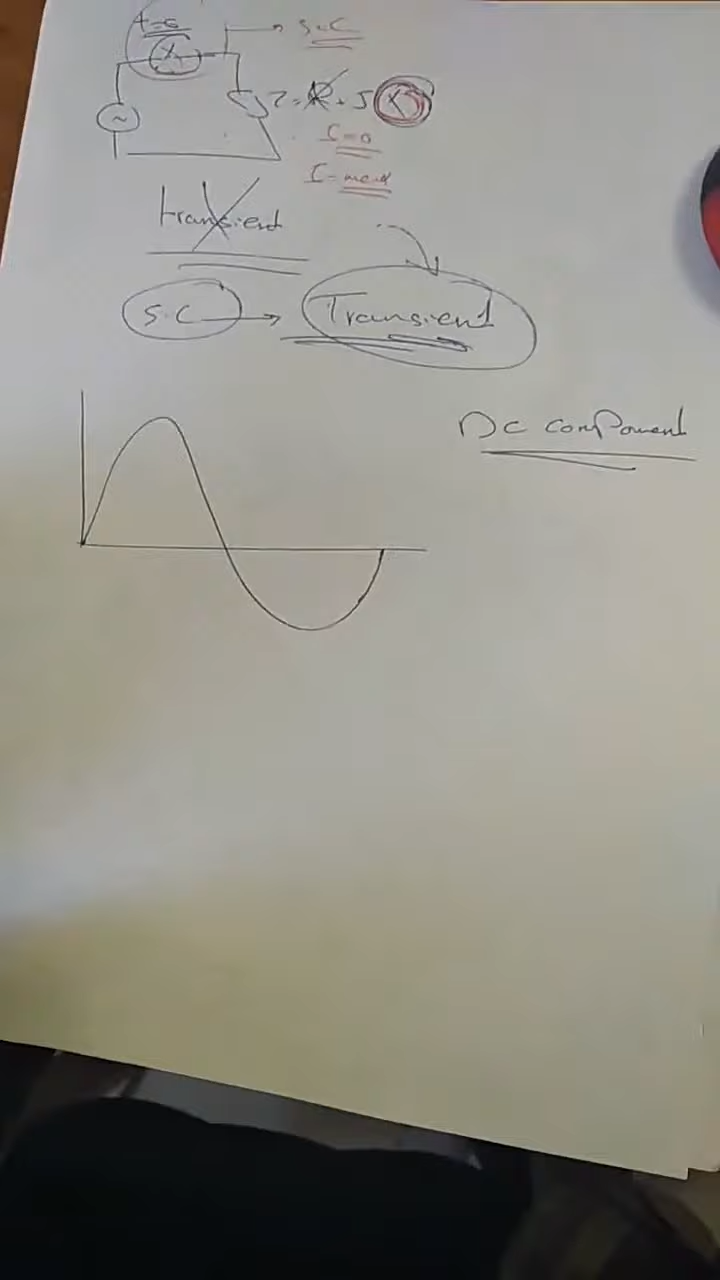 t=0
X
S.C
~
Z=R+J X
I=0
I-max
transient
S.C → Transient
DC component